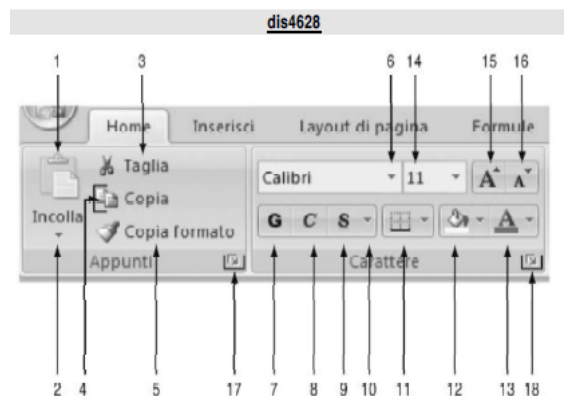 dis4628
1 3 6 14 15 16
Home Inserisci Layout di pagina Formule
Taglia
Calibri 11 A A
Copia
Incolla
G C S A
Copia formato
Appunti Carattere
2 4 5 17 7 8 9 10 11 12 13 18